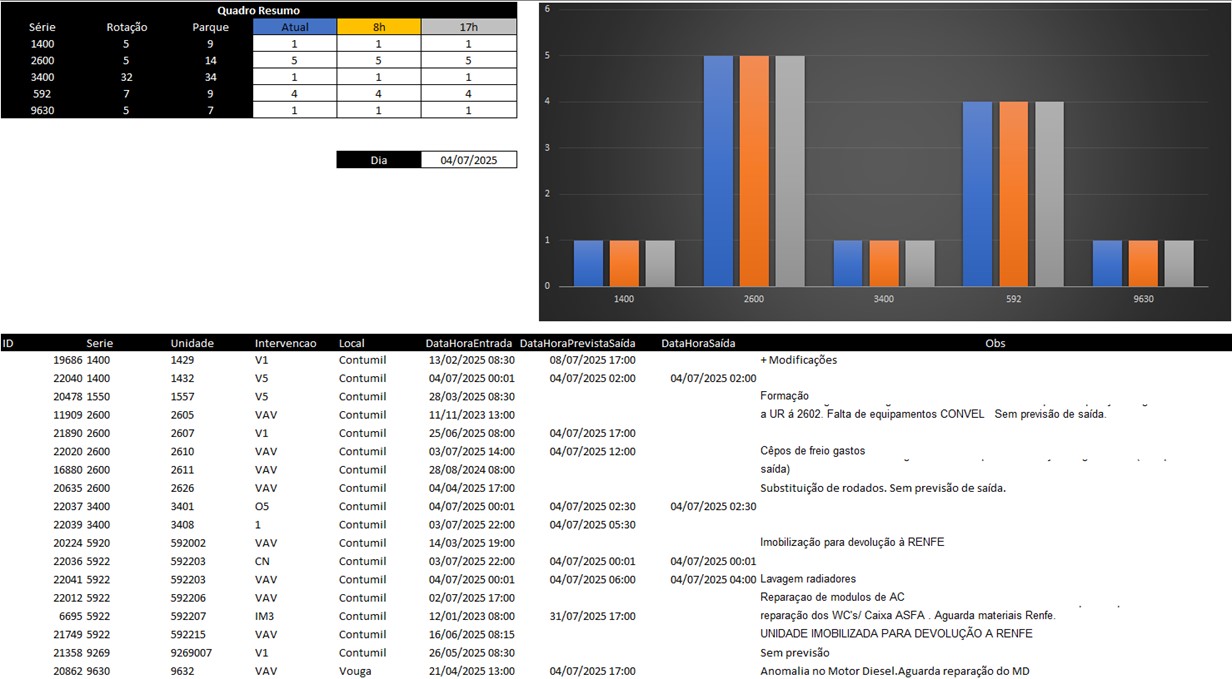 Quadro Resumo
Série Rotação Parque Atual 8h 17h
1400 5 9 1 1 1
2600 5 14 5 5 5
3400 32 34 1 1 1
592 7 9 4 4 4
9630 5 7 1 1 1
Dia 04/07/2025
6
5
4
3
2
1
0
1400 2600 3400 592 9630
ID Serie Unidade Intervencao Local DataHoraEntrada DataHoraPrevistaSaída DataHoraSaída Obs
19686 1400 1429 V1 Contumil 13/02/2025 08:30 08/07/2025 17:00 + Modificações
22040 1400 1432 V5 Contumil 04/07/2025 00:01 04/07/2025 02:00 04/07/2025 02:00
20478 1550 1557 V5 Contumil 28/03/2025 08:30 Formação
11909 2600 2605 VAV Contumil 11/11/2023 13:00 a UR á 2602. Falta de equipamentos CONVEL Sem previsão de saída.
21890 2600 2607 V1 Contumil 25/06/2025 08:00 04/07/2025 17:00
22020 2600 2610 VAV Contumil 03/07/2025 14:00 04/07/2025 12:00 Cêpos de freio gastos
16880 2600 2611 VAV Contumil 28/08/2024 08:00 saída)
20635 2600 2626 VAV Contumil 04/04/2025 17:00 Substituição de rodados. Sem previsão de saída.
22037 3400 3401 O5 Contumil 04/07/2025 00:01 04/07/2025 02:30 04/07/2025 02:30
22039 3400 3408 1 Contumil 03/07/2025 22:00 04/07/2025 05:30
20224 5920 592002 VAV Contumil 14/03/2025 19:00 Imobilização para devolução à RENFE
22036 5922 592203 CN Contumil 03/07/2025 22:00 04/07/2025 00:01 04/07/2025 00:01
22041 5922 592203 VAV Contumil 04/07/2025 00:01 04/07/2025 06:00 04/07/2025 04:00 Lavagem radiadores
22012 5922 592206 VAV Contumil 02/07/2025 17:00 Reparaçao de modulos de AC
6695 5922 592207 IM3 Contumil 12/01/2023 08:00 31/07/2025 17:00 reparação dos WC's/ Caixa ASFA . Aguarda materiais Renfe.
21749 5922 592215 VAV Contumil 16/06/2025 08:15 UNIDADE IMOBILIZADA PARA DEVOLUÇÃO A RENFE
21358 9269 9269007 V1 Contumil 26/05/2025 08:30 Sem previsão
20862 9630 9632 VAV Vouga 21/04/2025 13:00 04/07/2025 17:00 Anomalia no Motor Diesel.Aguarda reparação do MD